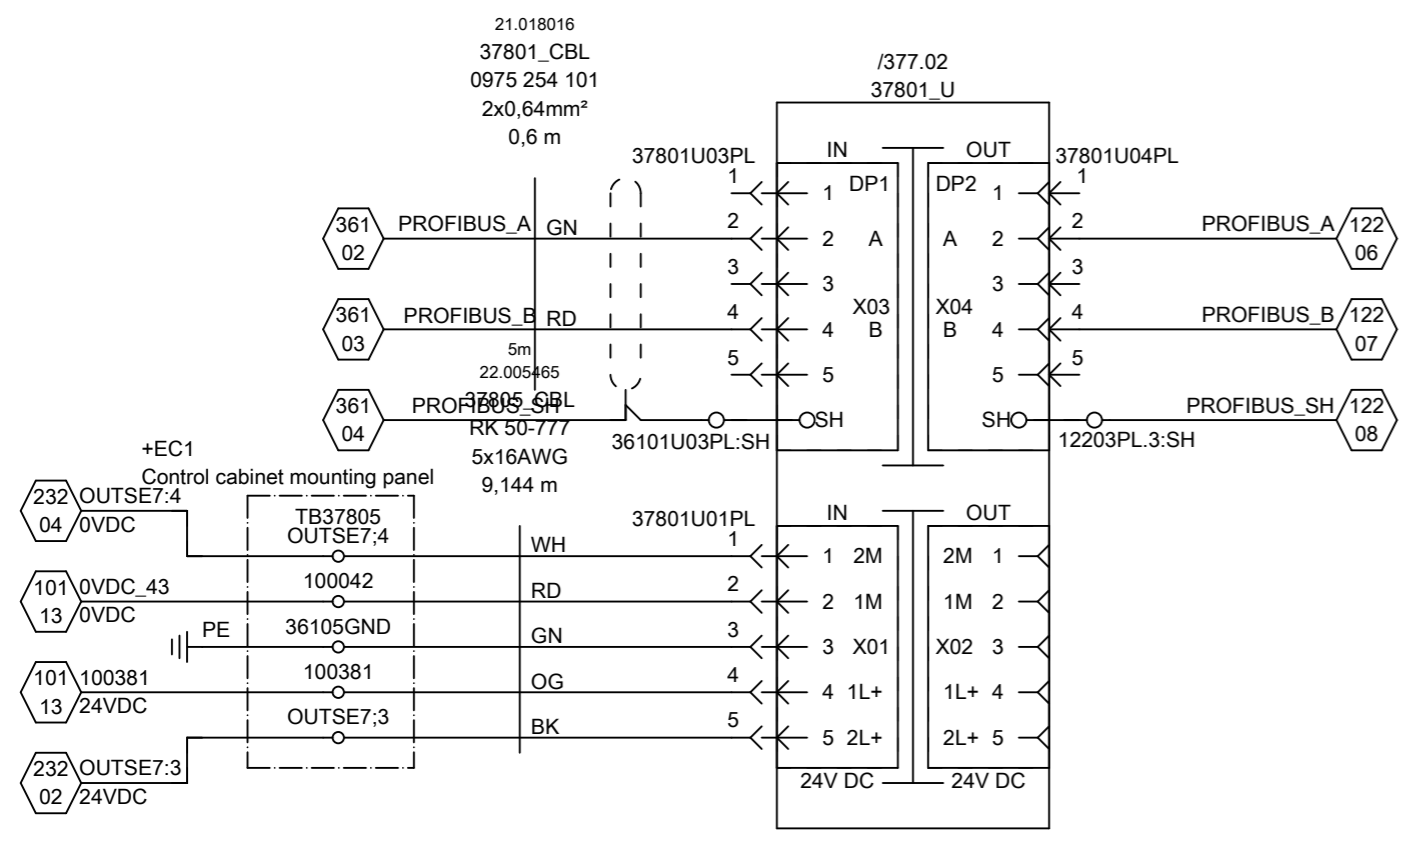 21.018016
37801_CBL
0975 254 101
2x0,64mm²
0,6 m
/377.02
37801_U
37801U03PL
IN
OUT
37801U04PL
1
1
DP1
DP2
1
1
361
02
PROFIBUS_A
GN
2
2
A
A
2
2
PROFIBUS_A
122
06
3
3
3
3
X03
X04
361
03
PROFIBUS_B
RD
4
4
B
B
4
4
PROFIBUS_B
122
07
5m
22.005465
5
5
5
5
361
04
PROFIBUS_SH
37805_CBL
RK 50-777
5x16AWG
9,144 m
36101U03PL:SH
SH
SH
12203PL.3:SH
PROFIBUS_SH
122
08
+EC1
Control cabinet mounting panel
232
04
OUTSE7:4
0VDC
TB37805
OUTSE7;4
WH
37801U01PL
IN
OUT
1
1 2M
2M 1
101
13
0VDC_43
0VDC
100042
RD
2
2 1M
1M 2
PE
36105GND
GN
3
3 X01
X02 3
101
13
100381
24VDC
100381
OG
4
4 1L+
1L+ 4
OUTSE7;3
BK
5
5 2L+
2L+ 5
232
02
OUTSE7:3
24VDC
24V DC
24V DC